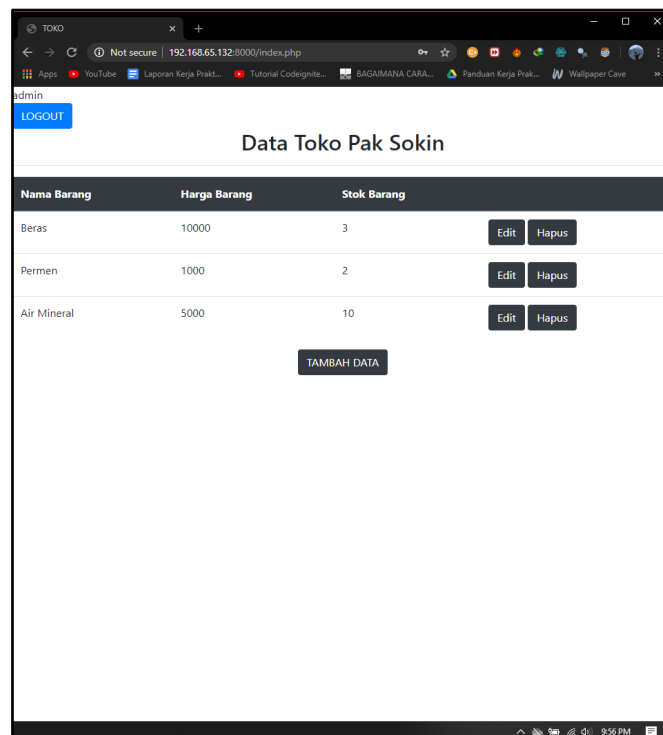 TOKO
Not secure | 192.168.65.132:8000/index.php
Apps YouTube Laporan Kerja Prakt... Tutorial Codeignite... BAGAIMANA CARA... Panduan Kerja Prak... Wallpaper Cave »
admin
LOGOUT
Data Toko Pak Sokin
Nama Barang Harga Barang Stok Barang
Beras 10000 3 Edit Hapus
Permen 1000 2 Edit Hapus
Air Mineral 5000 10 Edit Hapus
TAMBAH DATA
9:56 PM